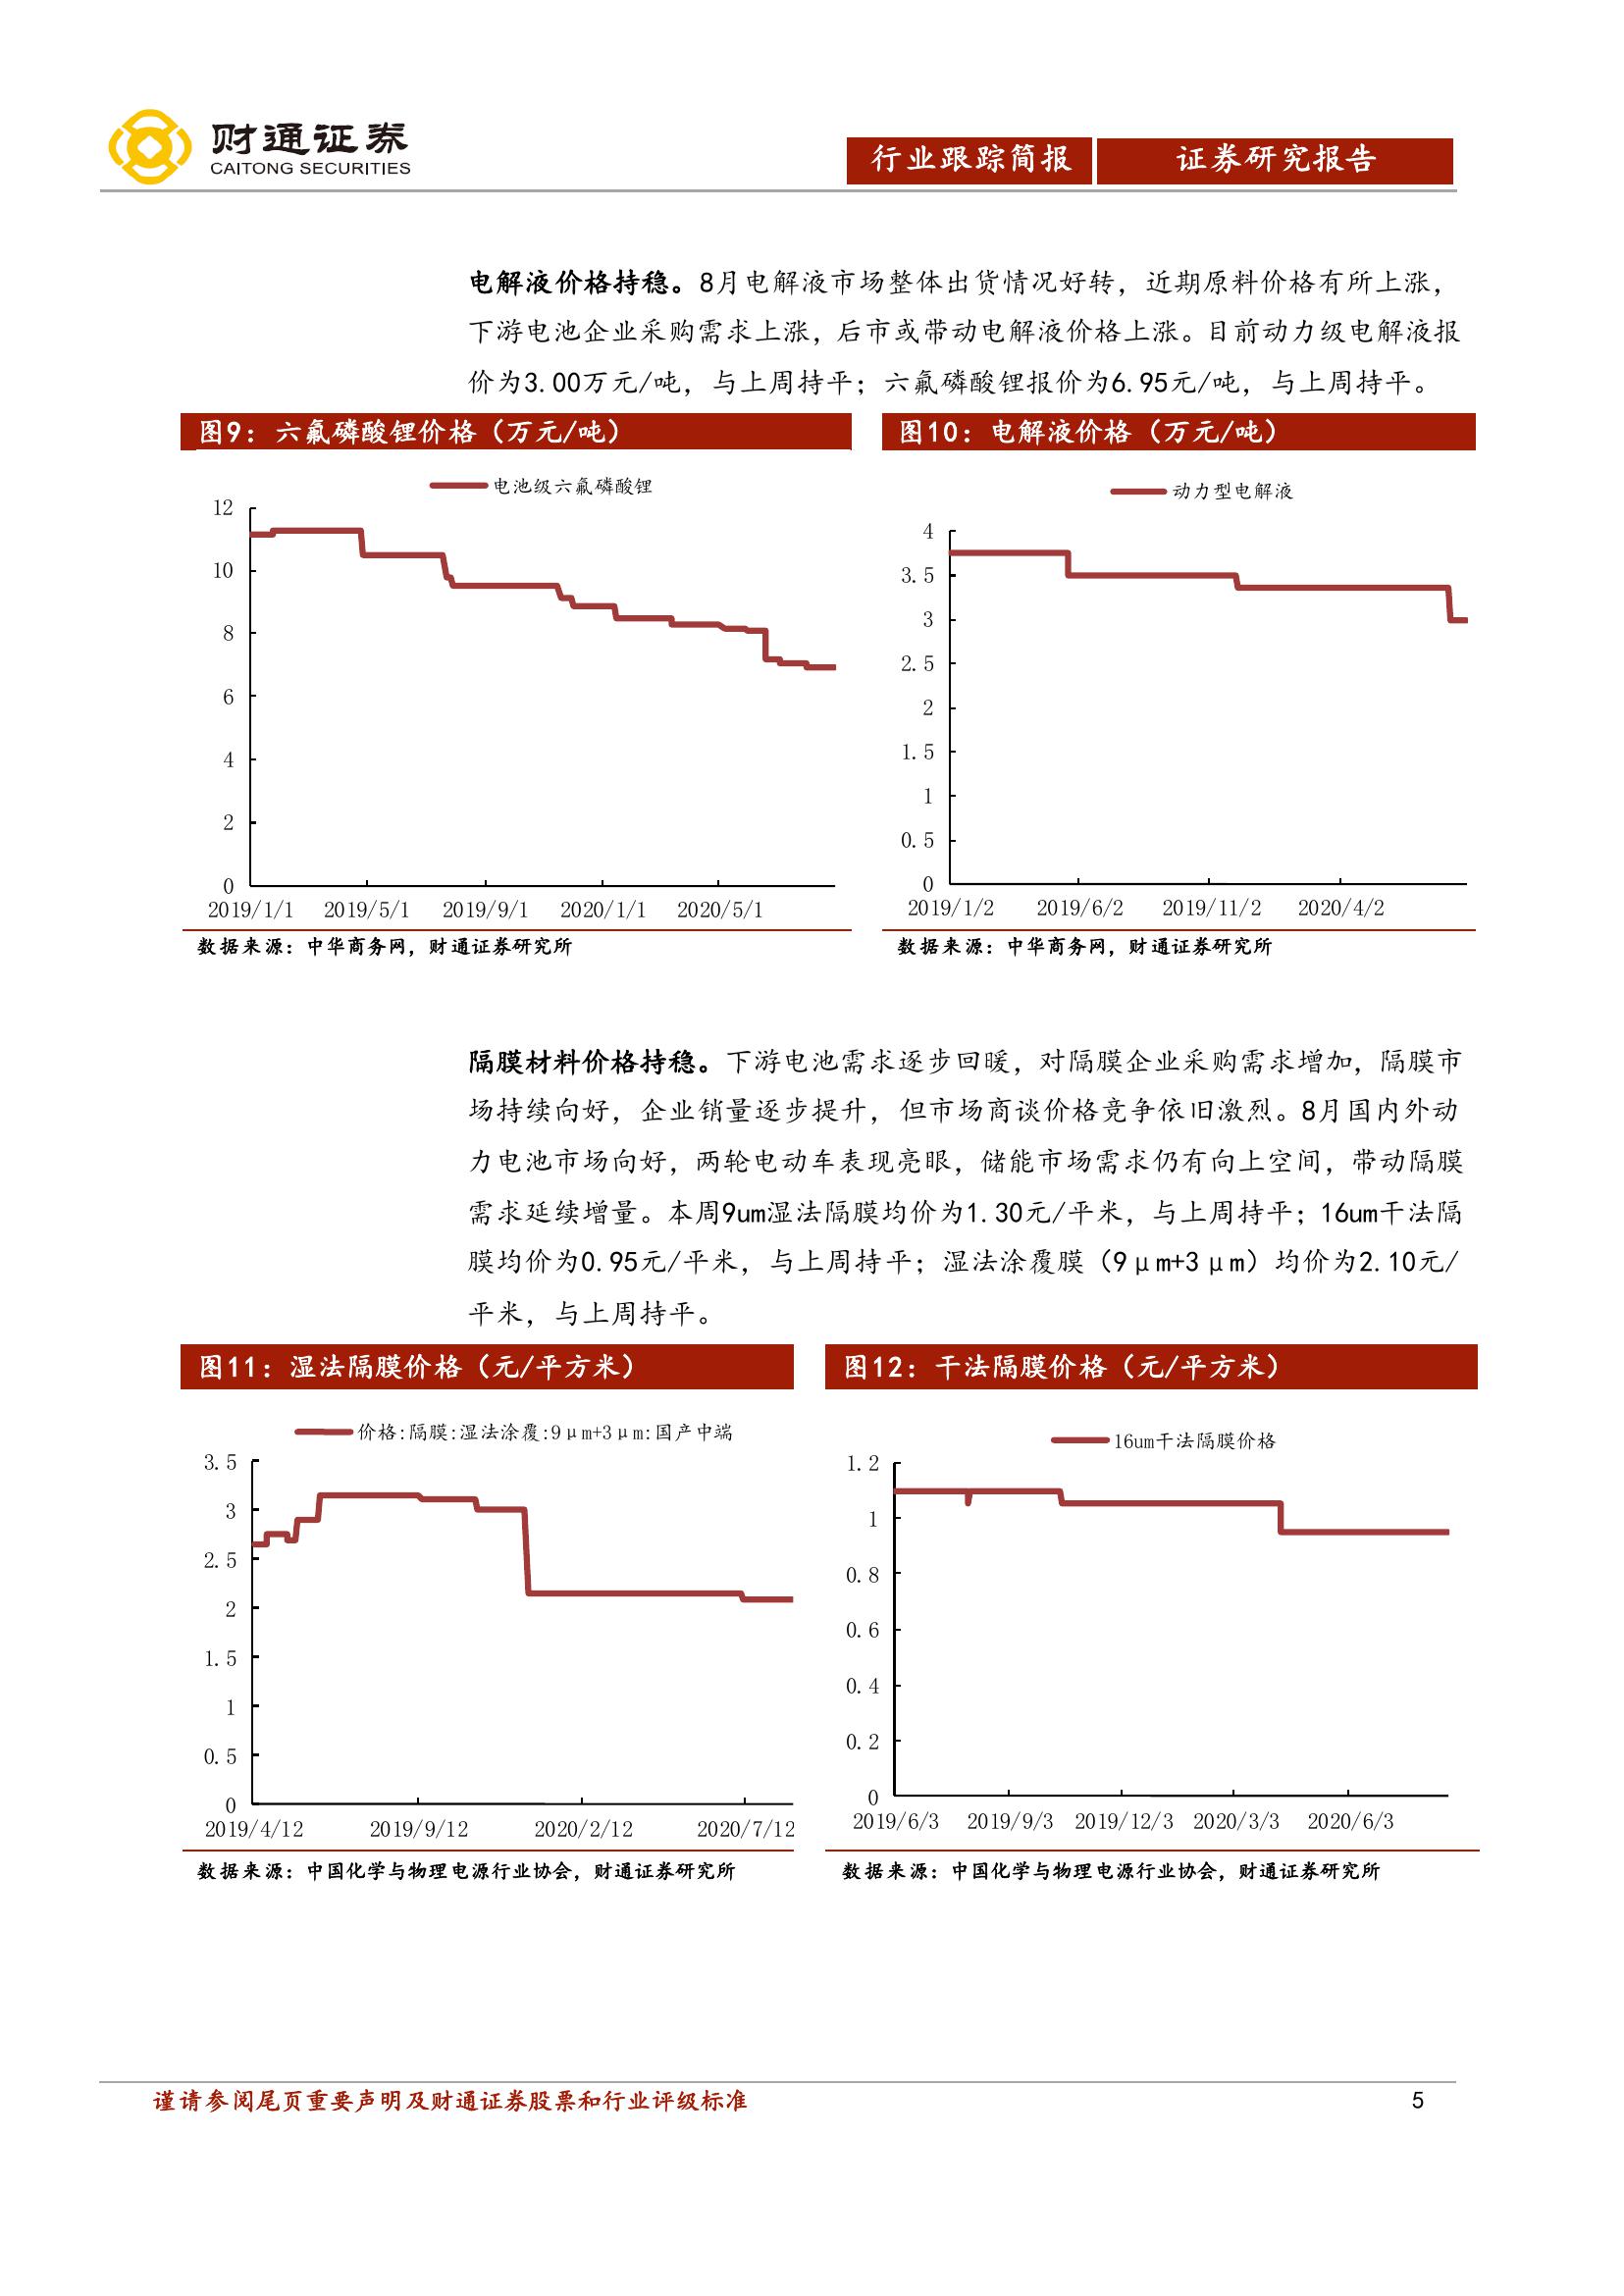 财通证券
CAITONG SECURITIES
行业跟踪简报 证券研究报告
电解液价格持稳。8月电解液市场整体出货情况好转，近期原料价格有所上涨，
下游电池企业采购需求上涨，后市或带动电解液价格上涨。目前动力级电解液报
价为3.00万元/吨，与上周持平；六氟磷酸锂报价为6.95元/吨，与上周持平。
图9：六氟磷酸锂价格（万元/吨）
电池级六氟磷酸锂
12
10
8
6
4
2
0
2019/1/1 2019/5/1 2019/9/1 2020/1/1 2020/5/1
数据来源：中华商务网，财通证券研究所
图10：电解液价格（万元/吨）
动力型电解液
4
3.5
3
2.5
2
1.5
1
0.5
0
2019/1/2 2019/6/2 2019/11/2 2020/4/2
数据来源：中华商务网，财通证券研究所
隔膜材料价格持稳。下游电池需求逐步回暖，对隔膜企业采购需求增加，隔膜市
场持续向好，企业销量逐步提升，但市场商谈价格竞争依旧激烈。8月国内外动
力电池市场向好，两轮电动车表现亮眼，储能市场需求仍有向上空间，带动隔膜
需求延续增量。本周9um湿法隔膜均价为1.30元/平米，与上周持平；16um干法隔
膜均价为0.95元/平米，与上周持平；湿法涂覆膜（9μm+3μm）均价为2.10元/
平米，与上周持平。
图11：湿法隔膜价格（元/平方米）
价格:隔膜:湿法涂覆:9μm+3μm:国产中端
3.5
3
2.5
2
1.5
1
0.5
0
2019/4/12 2019/9/12 2020/2/12 2020/7/12
数据来源：中国化学与物理电源行业协会，财通证券研究所
图12：干法隔膜价格（元/平方米）
16um干法隔膜价格
1.2
1
0.8
0.6
0.4
0.2
0
2019/6/3 2019/9/3 2019/12/3 2020/3/3 2020/6/3
数据来源：中国化学与物理电源行业协会，财通证券研究所
谨请参阅尾页重要声明及财通证券股票和行业评级标准 5